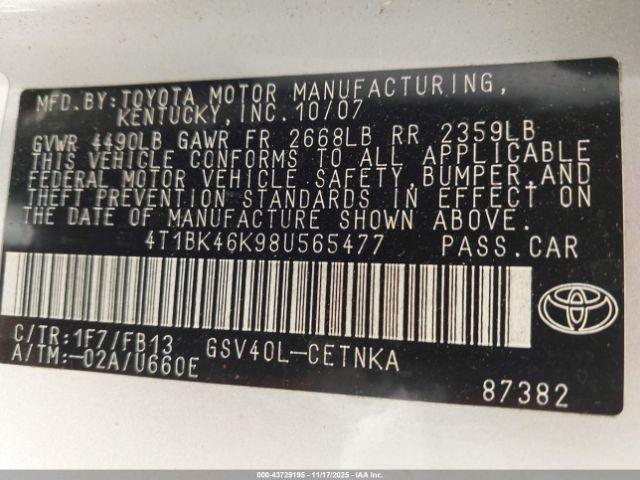 MFD. BY: TOYOTA MOTOR MANUFACTURING,
KENTUCKY, INC. 10/07
GVWR 4490LB GAWR FR 2668LB RR 2359LB
THIS VEHICLE CONFORMS TO ALL APPLICABLE
FEDERAL MOTOR VEHICLE SAFETY, BUMPER, AND
THEFT PREVENTION STANDARDS IN EFFECT ON
THE DATE OF MANUFACTURE SHOWN ABOVE.
4T1BK46K98U565477 PASS.CAR
C/TR:1F7/FB13 GSV40L-CETNKA
A/TM:-02A/U660E
87382
000-43729195 - 11/17/2025 - IAA Inc.